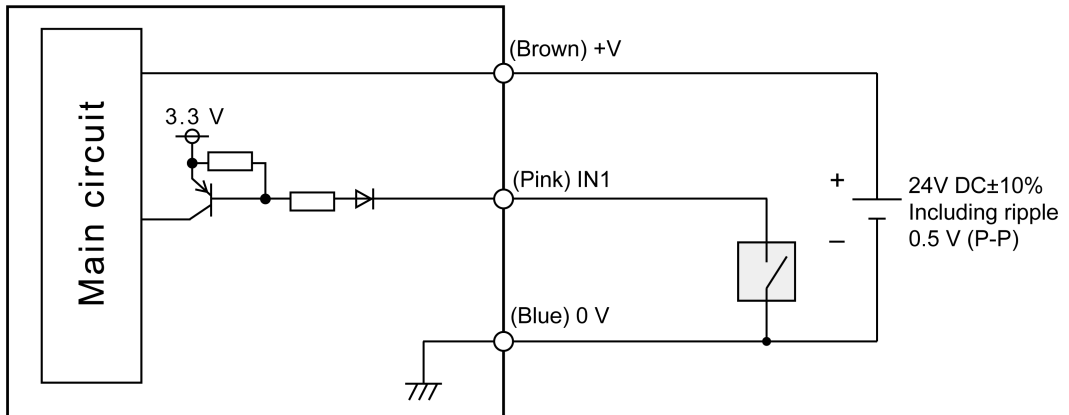 (Brown) +V
Main circuit
3.3 V
(Pink) IN1
+
24V DC±10%
Including ripple
0.5 V (P-P)
−
(Blue) 0 V